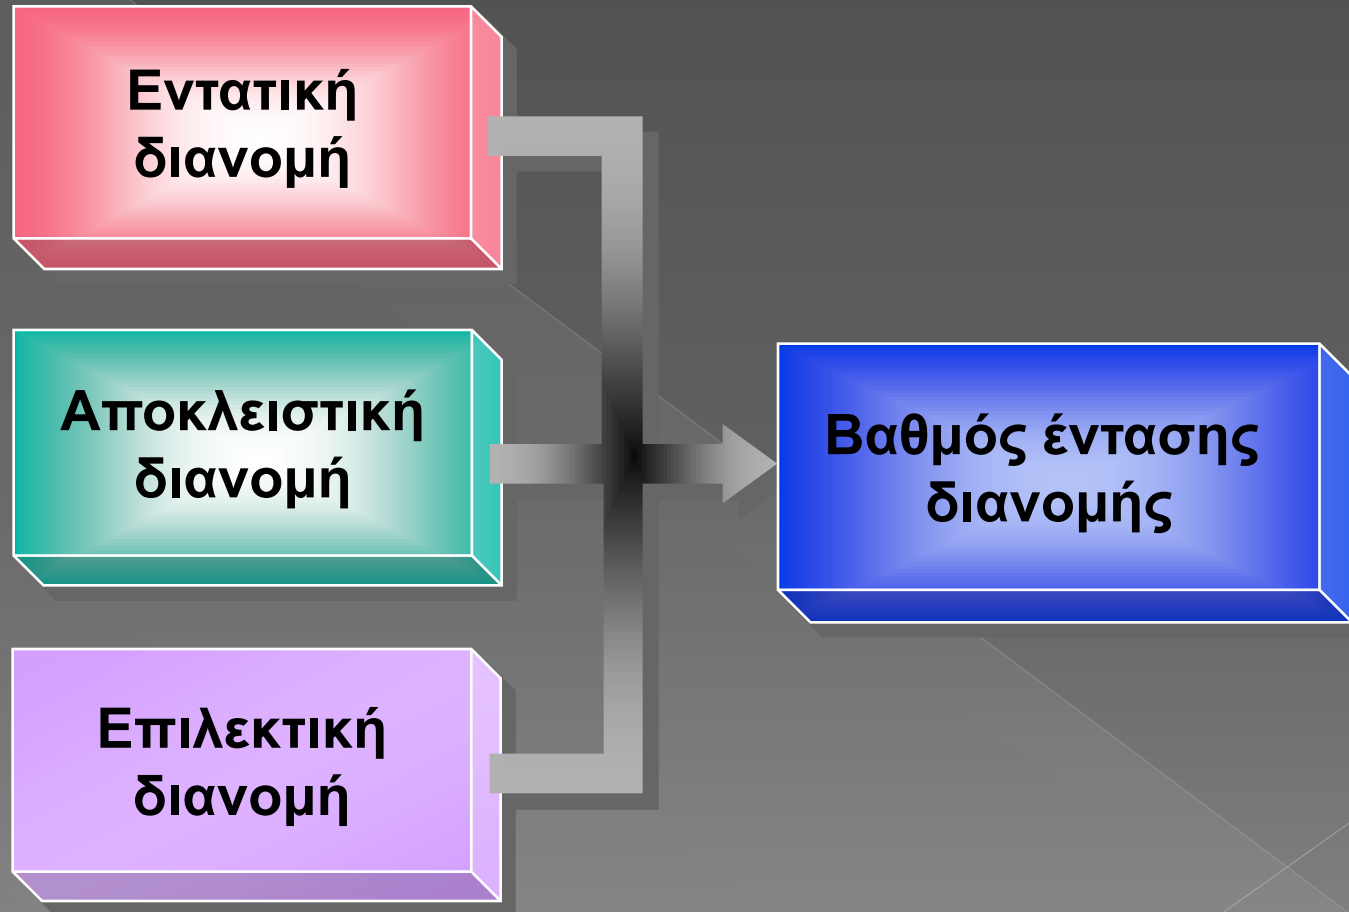 Εντατική
διανομή
Αποκλειστική
διανομή
Επιλεκτική
διανομή
Βαθμός έντασης
διανομής